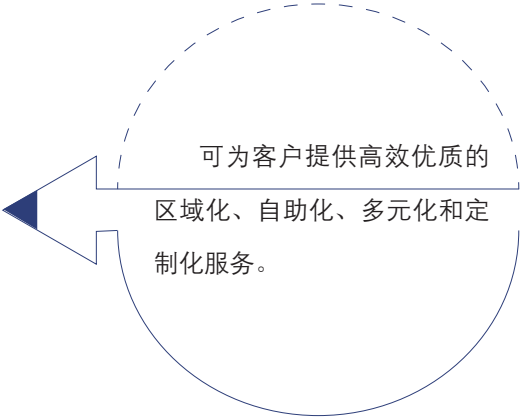 可为客户提供高效优质的
区域化、自助化、多元化和定
制化服务。